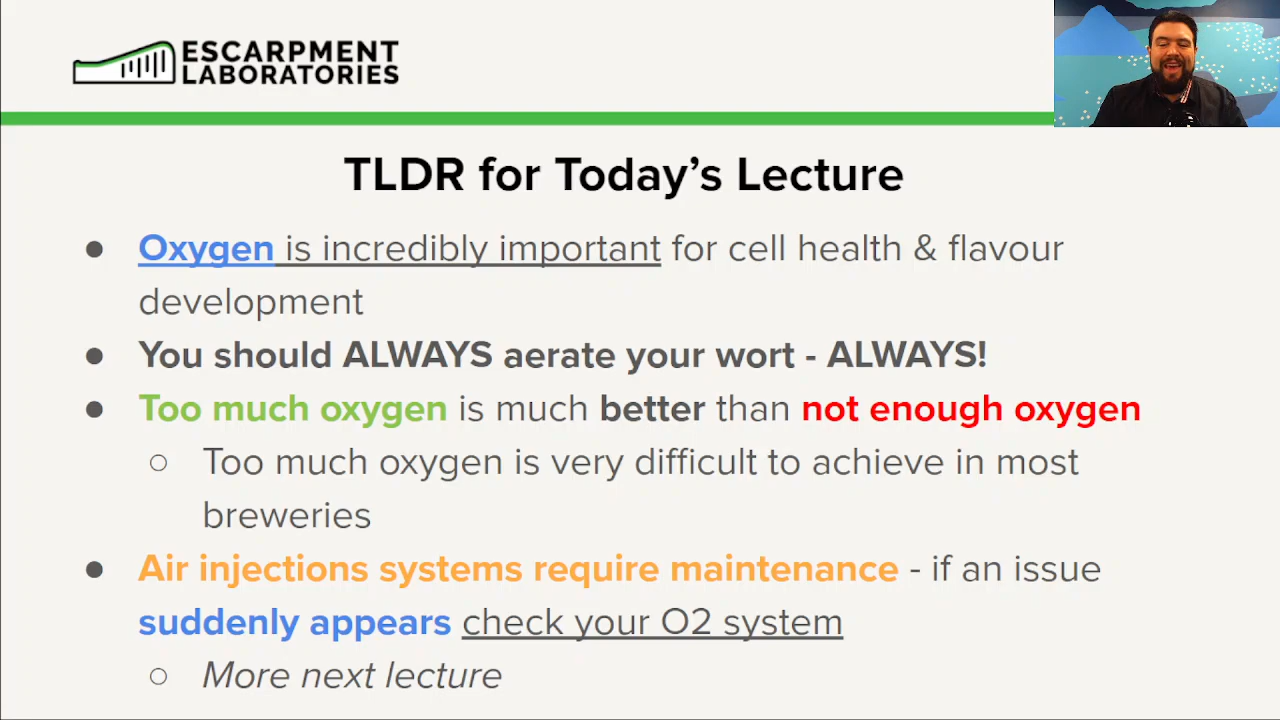 ESCARPMENT
LABORATORIES
TLDR for Today's Lecture
● Oxygen is incredibly important for cell health & flavour
development
● You should ALWAYS aerate your wort - ALWAYS!
● Too much oxygen is much better than not enough oxygen
○ Too much oxygen is very difficult to achieve in most
breweries
● Air injections systems require maintenance - if an issue
suddenly appears check your O2 system
○ More next lecture